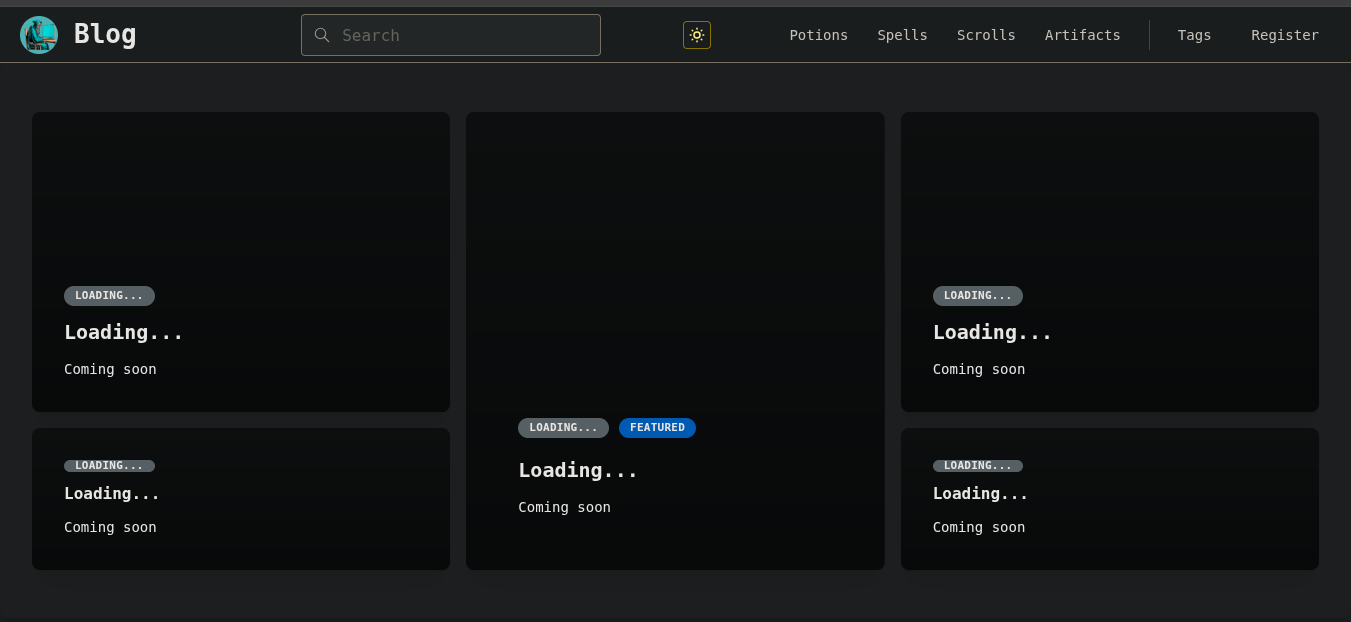 Blog
Search
Potions Spells Scrolls Artifacts Tags Register
LOADING...
Loading...
Coming soon
LOADING...
Loading...
Coming soon
LOADING... FEATURED
Loading...
Coming soon
LOADING...
Loading...
Coming soon
LOADING...
Loading...
Coming soon